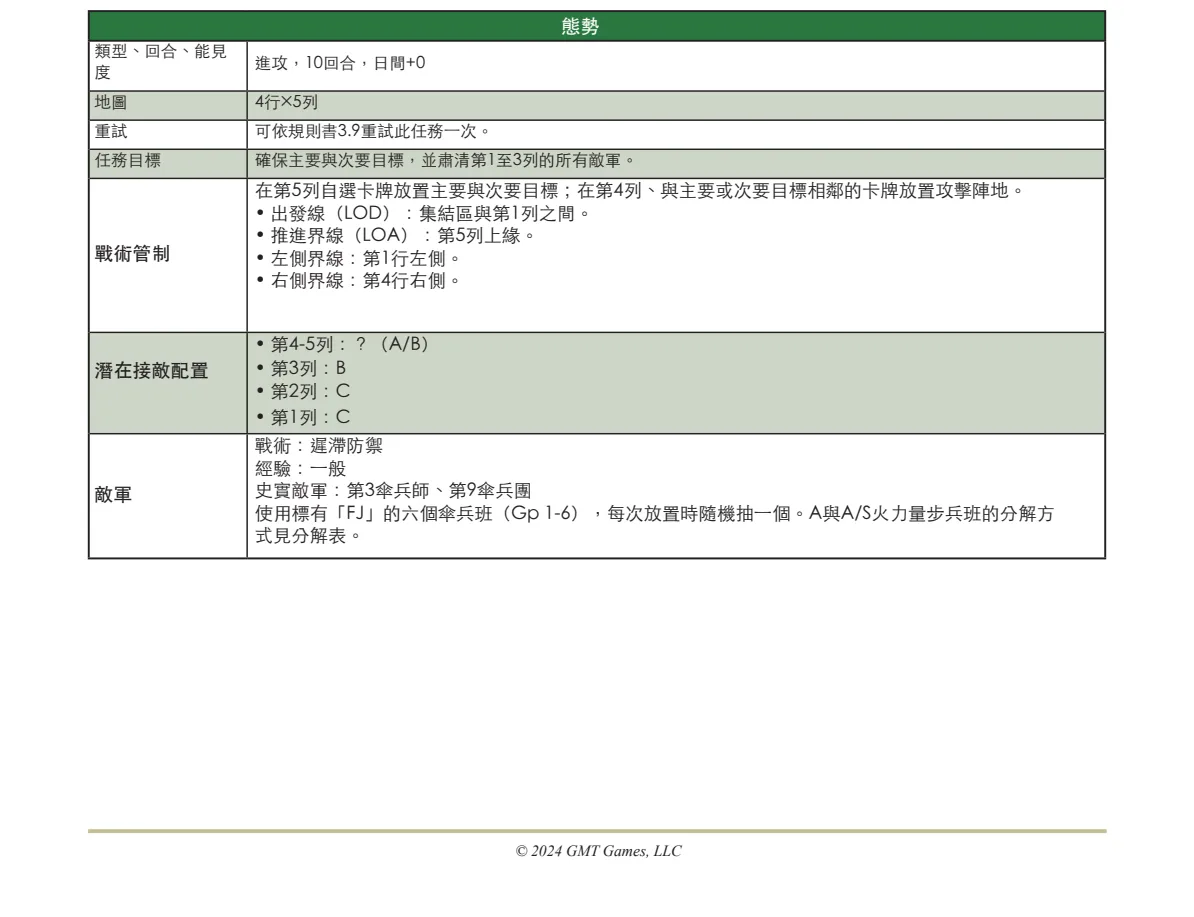 態勢
類型、回合、能見
度
進攻，10回合，日間+0
地圖
4行×5列
重試
可依規則書3.9重試此任務一次。
任務目標
確保主要與次要目標，並肅清第1至3列的所有敵軍。
戰術管制
在第5列自選卡牌放置主要與次要目標；在第4列、與主要或次要目標相鄰的卡牌放置攻擊陣地。
• 出發線（LOD）：集結區與第1列之間。
• 推進界線（LOA）：第5列上緣。
• 左側界線：第1行左側。
• 右側界線：第4行右側。
潛在接敵配置
• 第4-5列：？（A/B）
• 第3列：B
• 第2列：C
• 第1列：C
敵軍
戰術：遲滯防禦
經驗：一般
史實敵軍：第3傘兵師、第9傘兵團
使用標有「FJ」的六個傘兵班（Gp 1-6），每次放置時隨機抽一個。A與A/S火力量步兵班的分解方
式見分解表。
© 2024 GMT Games, LLC